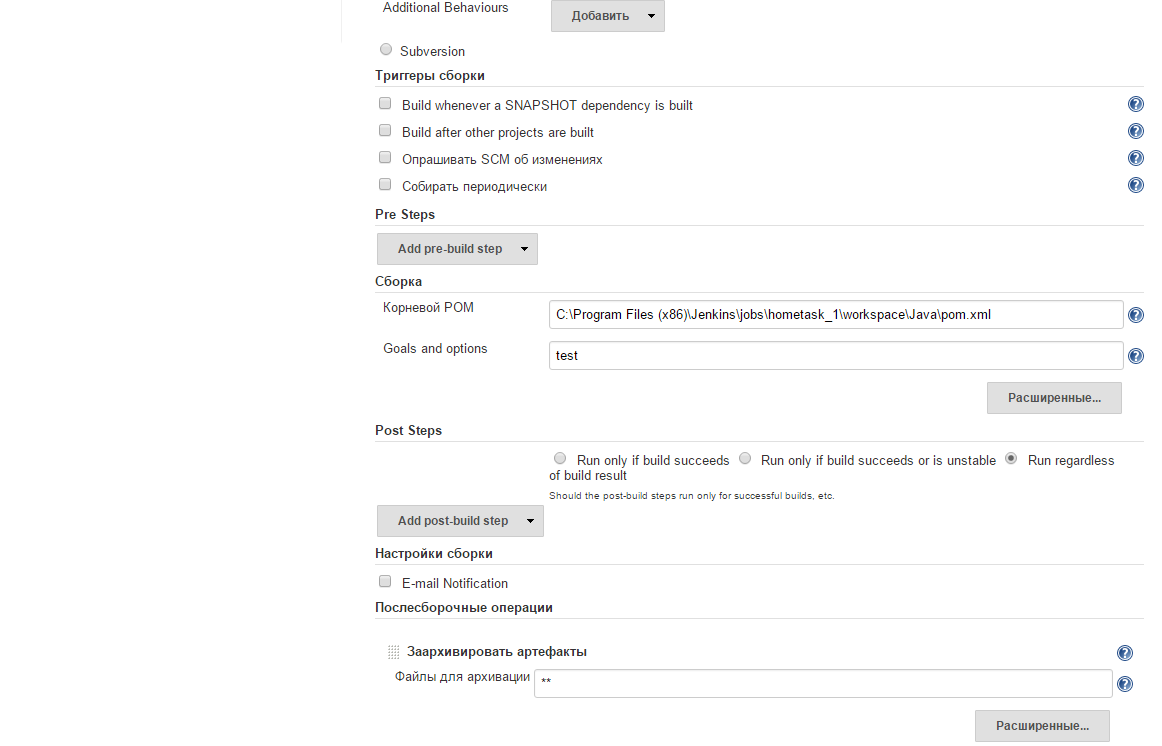 Additional Behaviours
Добавить
Subversion
Триггеры сборки
Build whenever a SNAPSHOT dependency is built
Build after other projects are built
Опрашивать SCM об изменениях
Собирать периодически
Pre Steps
Add pre-build step
Сборка
Корневой POM
C:\Program Files (x86)\Jenkins\jobs\hometask_1\workspace\Java\pom.xml
Goals and options
test
Расширенные...
Post Steps
Run only if build succeeds Run only if build succeeds or is unstable Run regardless
of build result
Should the post-build steps run only for successful builds, etc.
Add post-build step
Настройки сборки
E-mail Notification
Послесборочные операции
Заархивировать артефакты
Файлы для архивации
**
Расширенные...